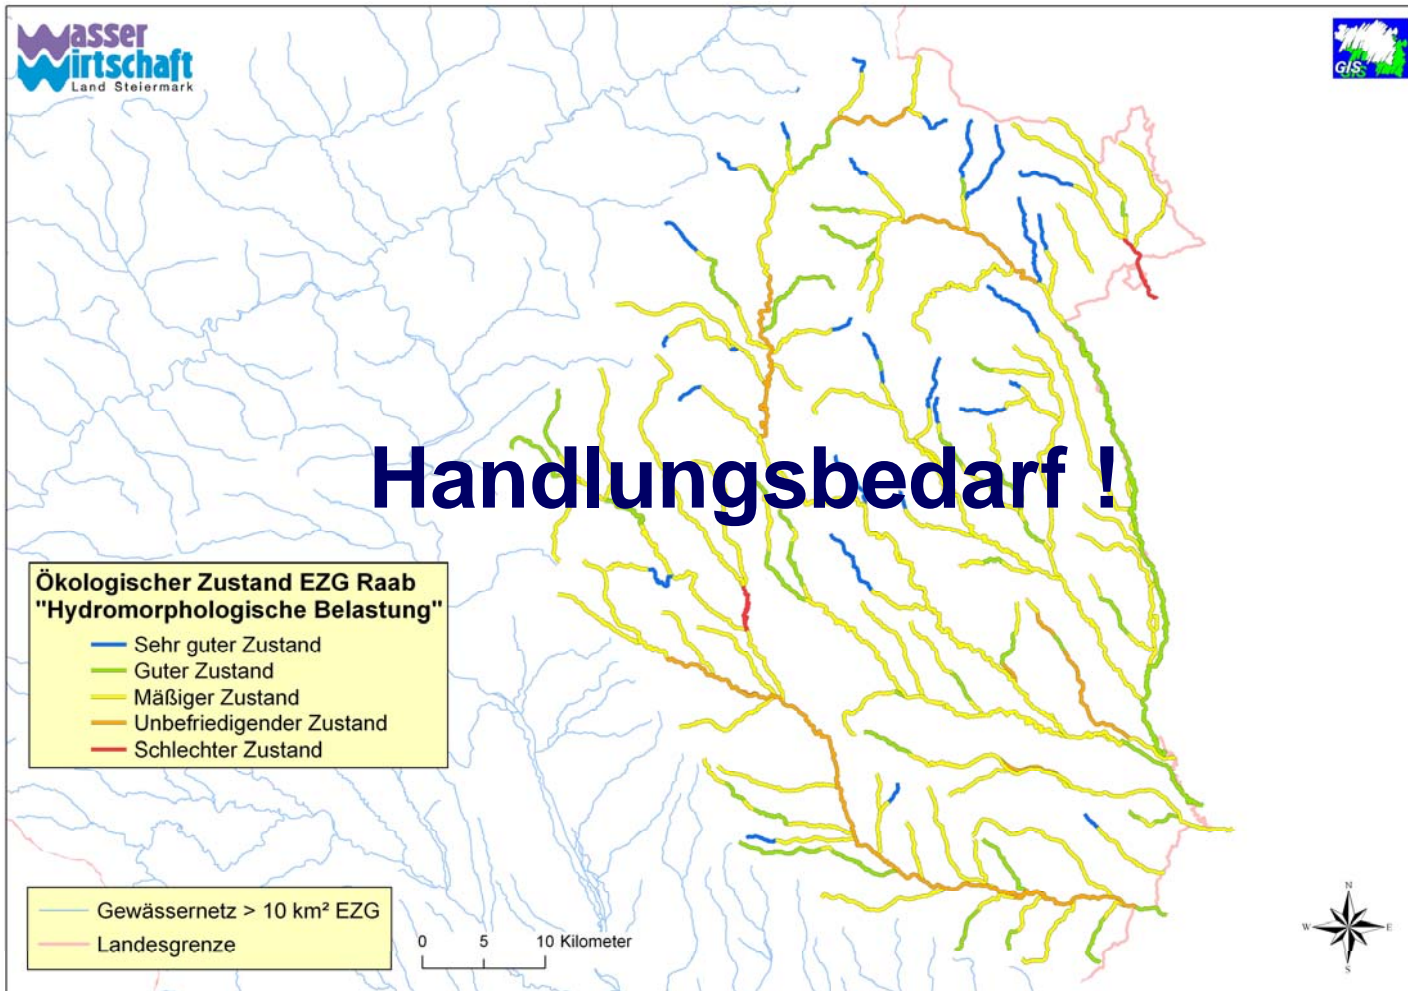 Wasser
Wirtschaft
Land Steiermark
GIS
Handlungsbedarf !
Ökologischer Zustand EZG Raab
"Hydromorphologische Belastung"
Sehr guter Zustand
Guter Zustand
Mäßiger Zustand
Unbefriedigender Zustand
Schlechter Zustand
Gewässernetz > 10 km² EZG
Landesgrenze
0 5 10 Kilometer
N
W E
S